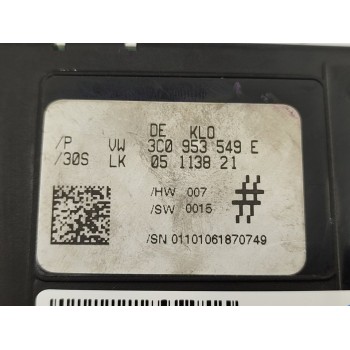 DE KLO
/P VW 3C0 953 549 E
/30S LK 05 1138 21
/HW 007
/SW 0015
#
/SN 01101061870749